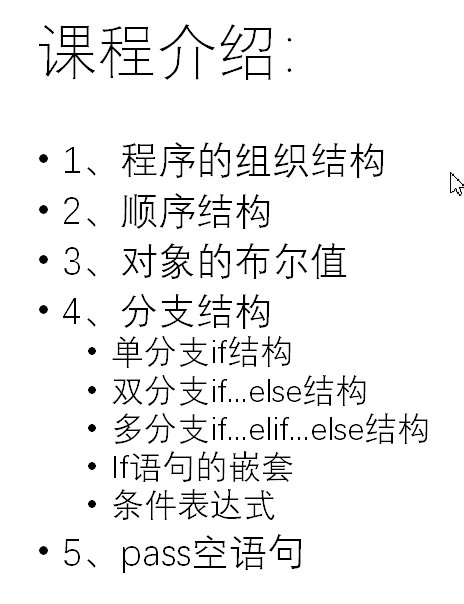 课程介绍：
• 1、程序的组织结构
• 2、顺序结构
• 3、对象的布尔值
• 4、分支结构
• 单分支if结构
• 双分支if...else结构
• 多分支if...elif...else结构
• If语句的嵌套
• 条件表达式
• 5、pass空语句